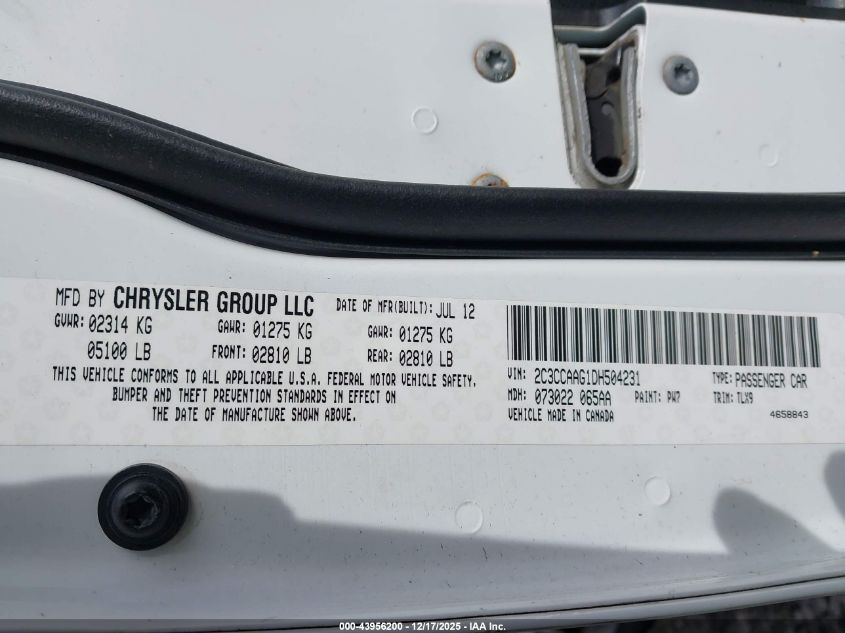 MFD BY CHRYSLER GROUP LLC DATE OF MFR(BUILT): JUL 12
GVWR: 02314 KG GAWR: 01275 KG GAWR: 01275 KG
05100 LB FRONT: 02810 LB REAR: 02810 LB
THIS VEHICLE CONFORMS TO ALL APPLICABLE U.S.A. FEDERAL MOTOR VEHICLE SAFETY,
BUMPER AND THEFT PREVENTION STANDARDS IN EFFECT ON
THE DATE OF MANUFACTURE SHOWN ABOVE.
VIN: 2C3CCAAG1DH504231 TYPE: PASSENGER CAR
MDH: 073022 065AA PAINT: PW7 TRIM: TLX9
VEHICLE MADE IN CANADA 4658843
000-43956200 - 12/17/2025 - IAA Inc.